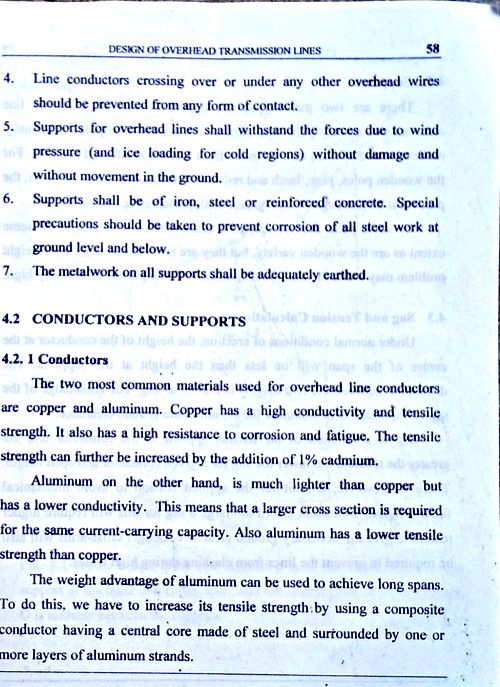 DESIGN OF OVERHEAD TRANSMISSION LINES 58
4. Line conductors crossing over or under any other overhead wires
should be prevented from any form of contact.
5. Supports for overhead lines shall withstand the forces due to wind
pressure (and ice loading for cold regions) without damage and
without movement in the ground.
6. Supports shall be of iron, steel or reinforced concrete. Special
precautions should be taken to prevent corrosion of all steel work at
ground level and below.
7. The metalwork on all supports shall be adequately earthed.
4.2 CONDUCTORS AND SUPPORTS
4.2. 1 Conductors
The two most common materials used for overhead line conductors
are copper and aluminum. Copper has a high conductivity and tensile
strength. It also has a high resistance to corrosion and fatigue. The tensile
strength can further be increased by the addition of 1% cadmium.
Aluminum on the other hand, is much lighter than copper but
has a lower conductivity. This means that a larger cross section is required
for the same current-carrying capacity. Also aluminum has a lower tensile
strength than copper.
The weight advantage of aluminum can be used to achieve long spans.
To do this, we have to increase its tensile strength by using a composite
conductor having a central core made of steel and surrounded by one or
more layers of aluminum strands.